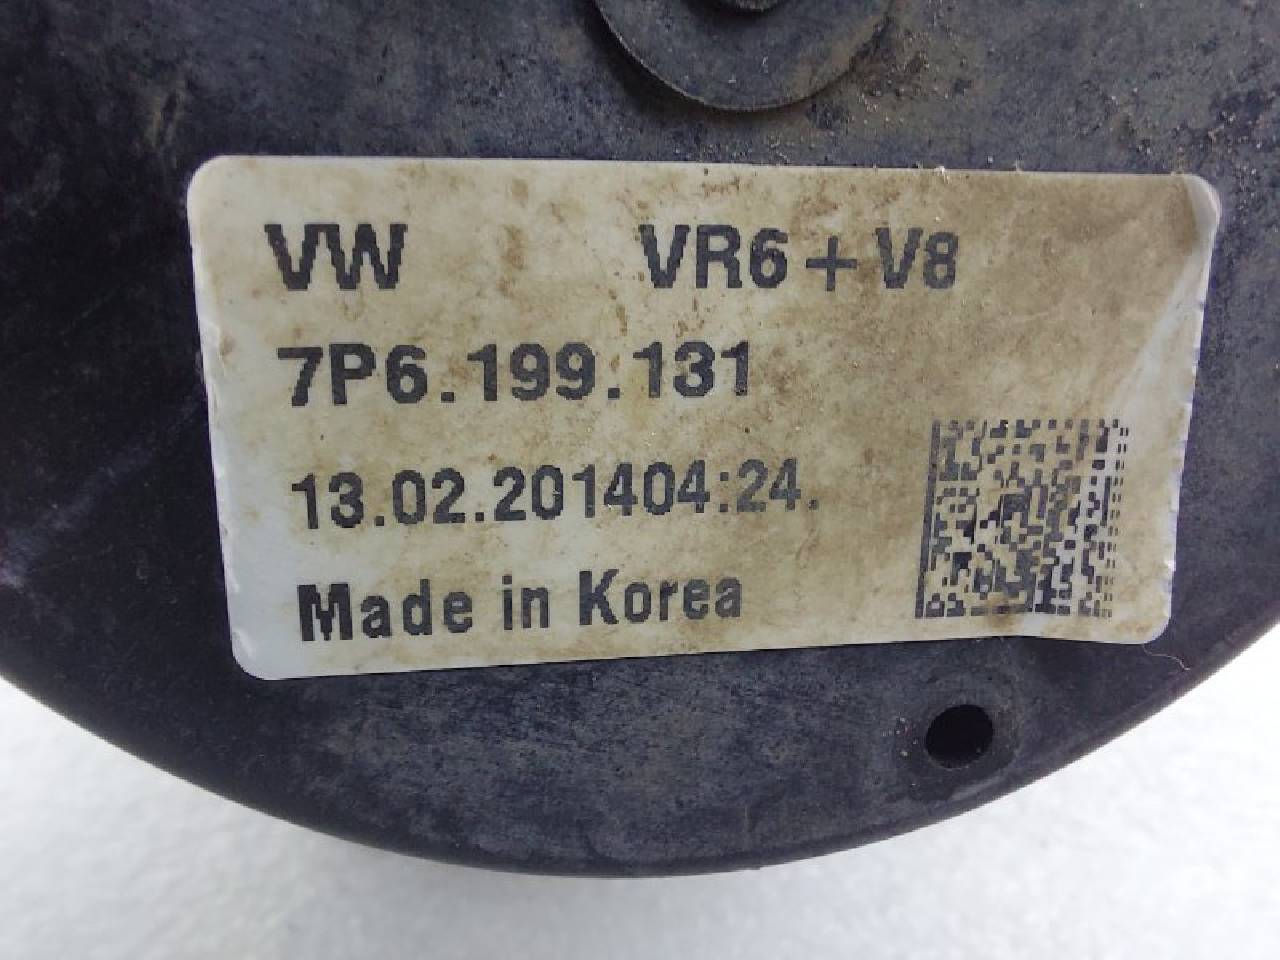 VW VR6 + V8
7P6.199.131
13.02.201404:24.
Made in Korea